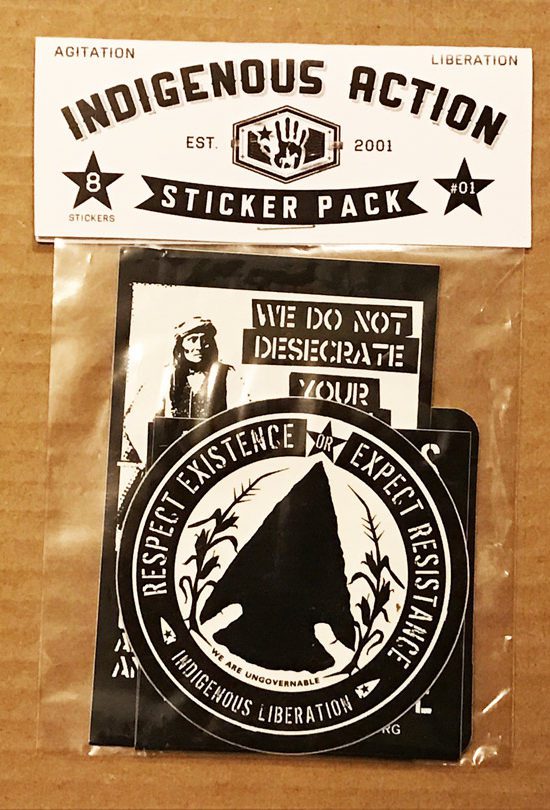 AGITATION
LIBERATION
INDIGENOUS ACTION
EST.
2001
8
STICKERS
#01
STICKER PACK
WE DO NOT
DESECRATE
YOUR
RESPECT EXISTENCE OR EXPECT RESISTANCE
WE ARE UNGOVERNABLE
INDIGENOUS LIBERATION
RG